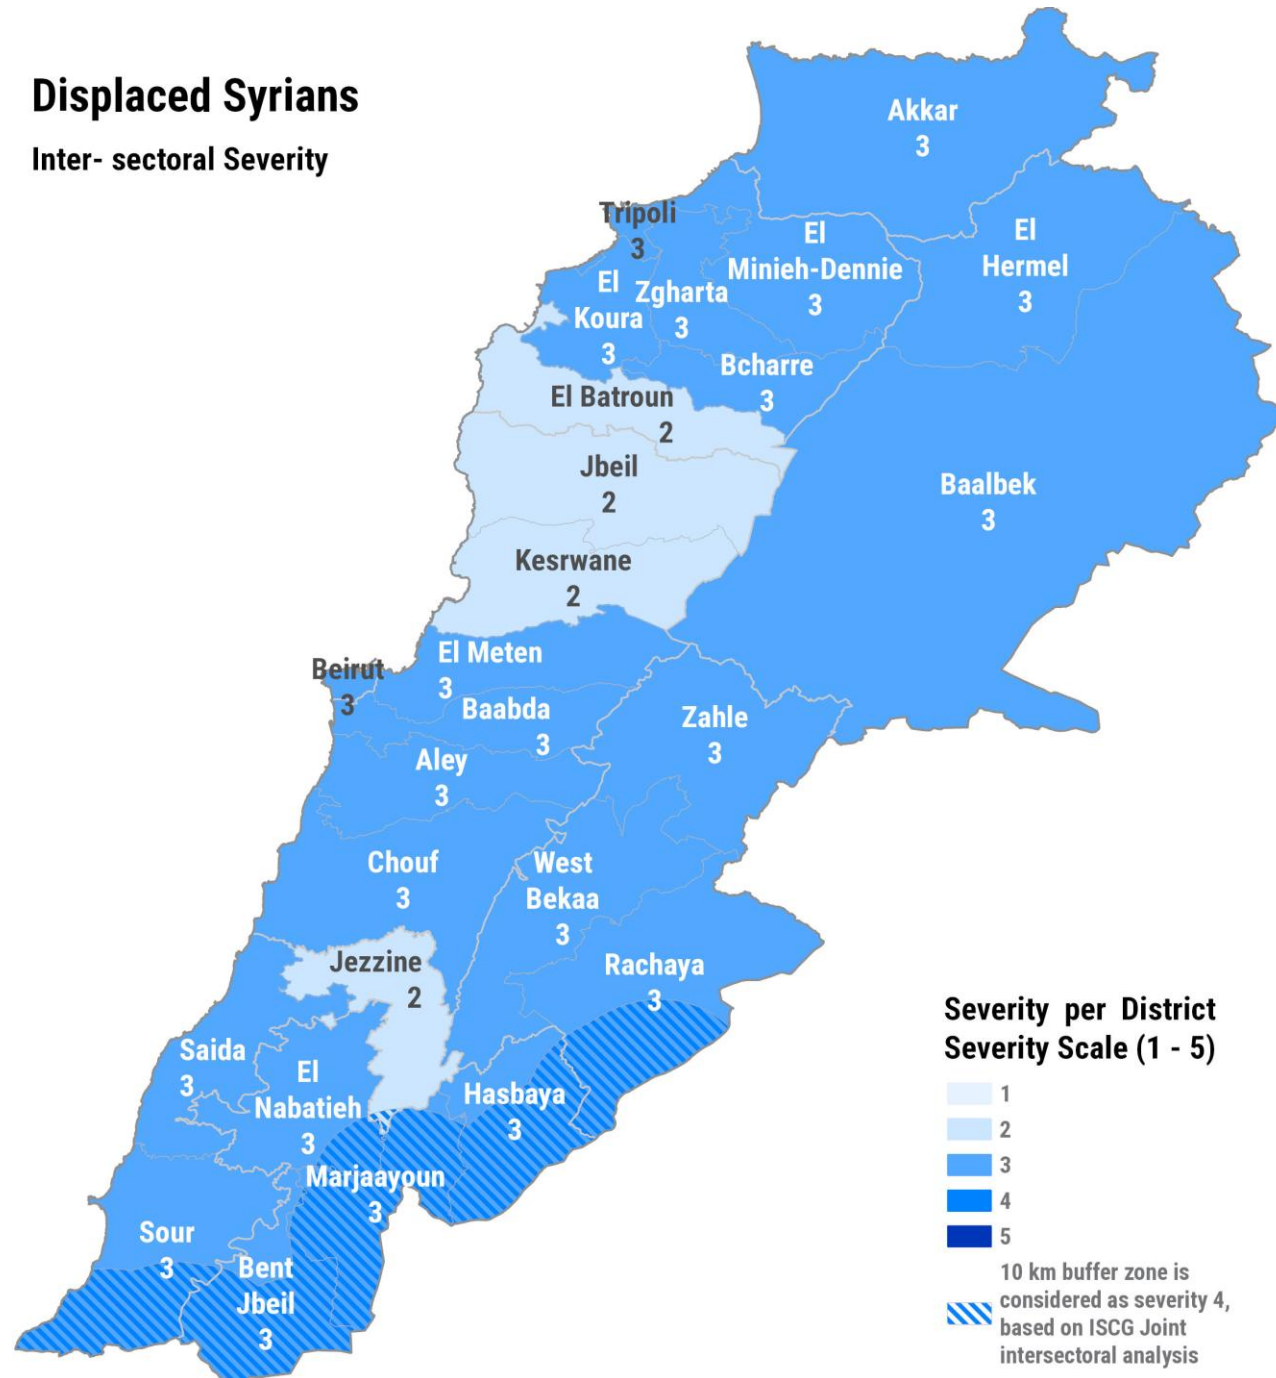 Displaced Syrians
Inter- sectoral Severity
Akkar
3
Tripoli
3
El
Minieh-Dennie
3
El
Hermel
3
El
Koura
3
Zgharta
3
Bcharre
3
El Batroun
2
Jbeil
2
Baalbek
3
Kesrwane
2
El Meten
3
Beirut
3
Baabda
3
Zahle
3
Aley
3
Chouf
3
West
Bekaa
3
Jezzine
2
Rachaya
3
Saida
3
El
Nabatieh
3
Hasbaya
3
Marjaayoun
3
Sour
3
Bent
Jbeil
3
Severity per District
Severity Scale (1 - 5)
1
2
3
4
5
10 km buffer zone is
considered as severity 4,
based on ISCG Joint
intersectoral analysis